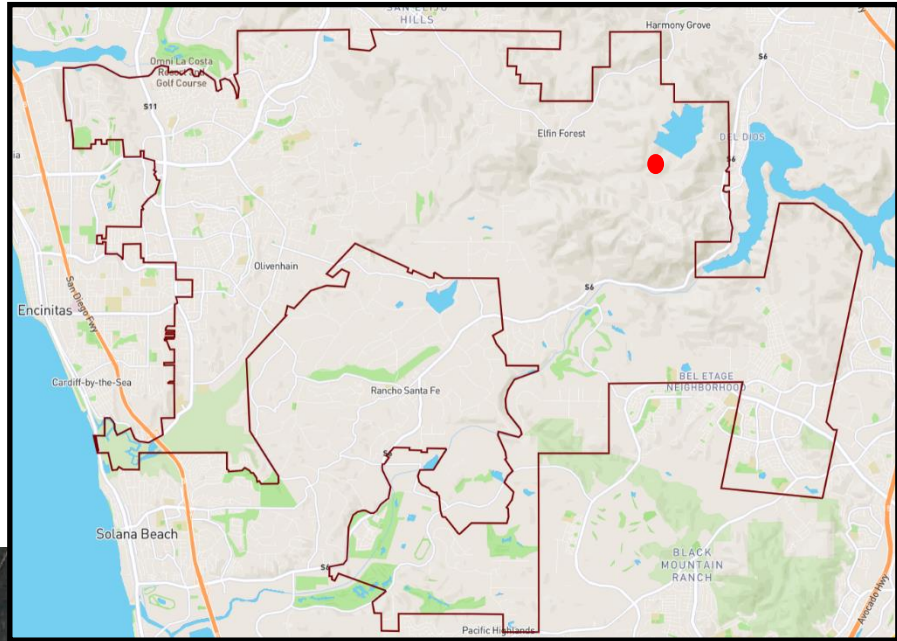 SAN ELIJO
HILLS
Harmony Grove
Omni La Costa
Resort and
Golf Course
S6
S11
Elfin Forest
DEL DIOS
S6
Olivenhain
San Diego Fwy
S6
Encinitas
Cardiff-by-the-Sea
BEL ETAGE
NEIGHBORHOOD
Rancho Santa Fe
Solana Beach
S6
BLACK
MOUNTAIN
RANCH
Avocado Hwy
Pacific Highlands